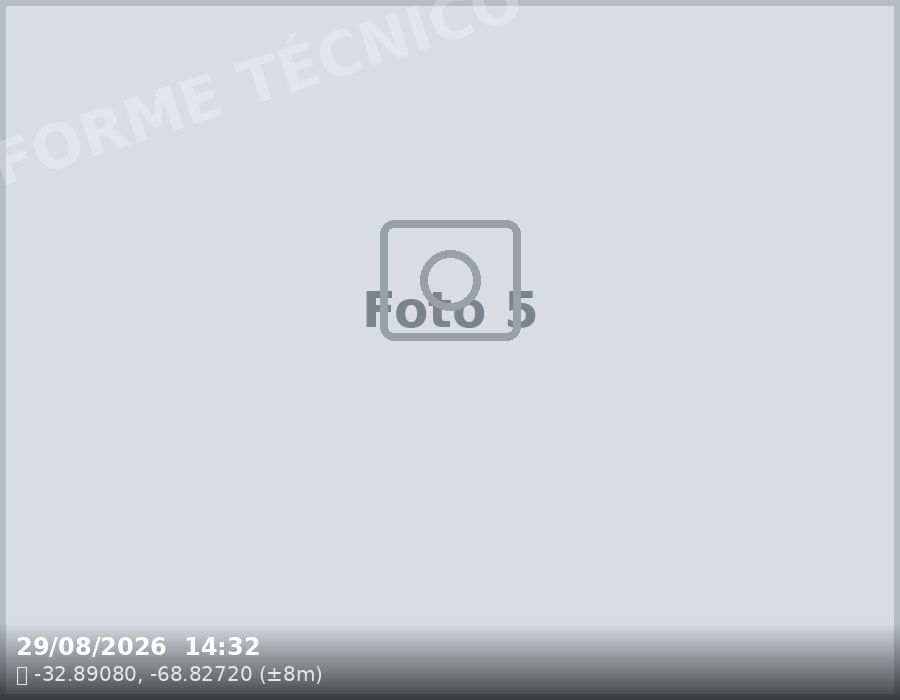 FORME TÉCNICO
Foto 5
29/08/2026 14:32
-32.89080, -68.82720 (±8m)